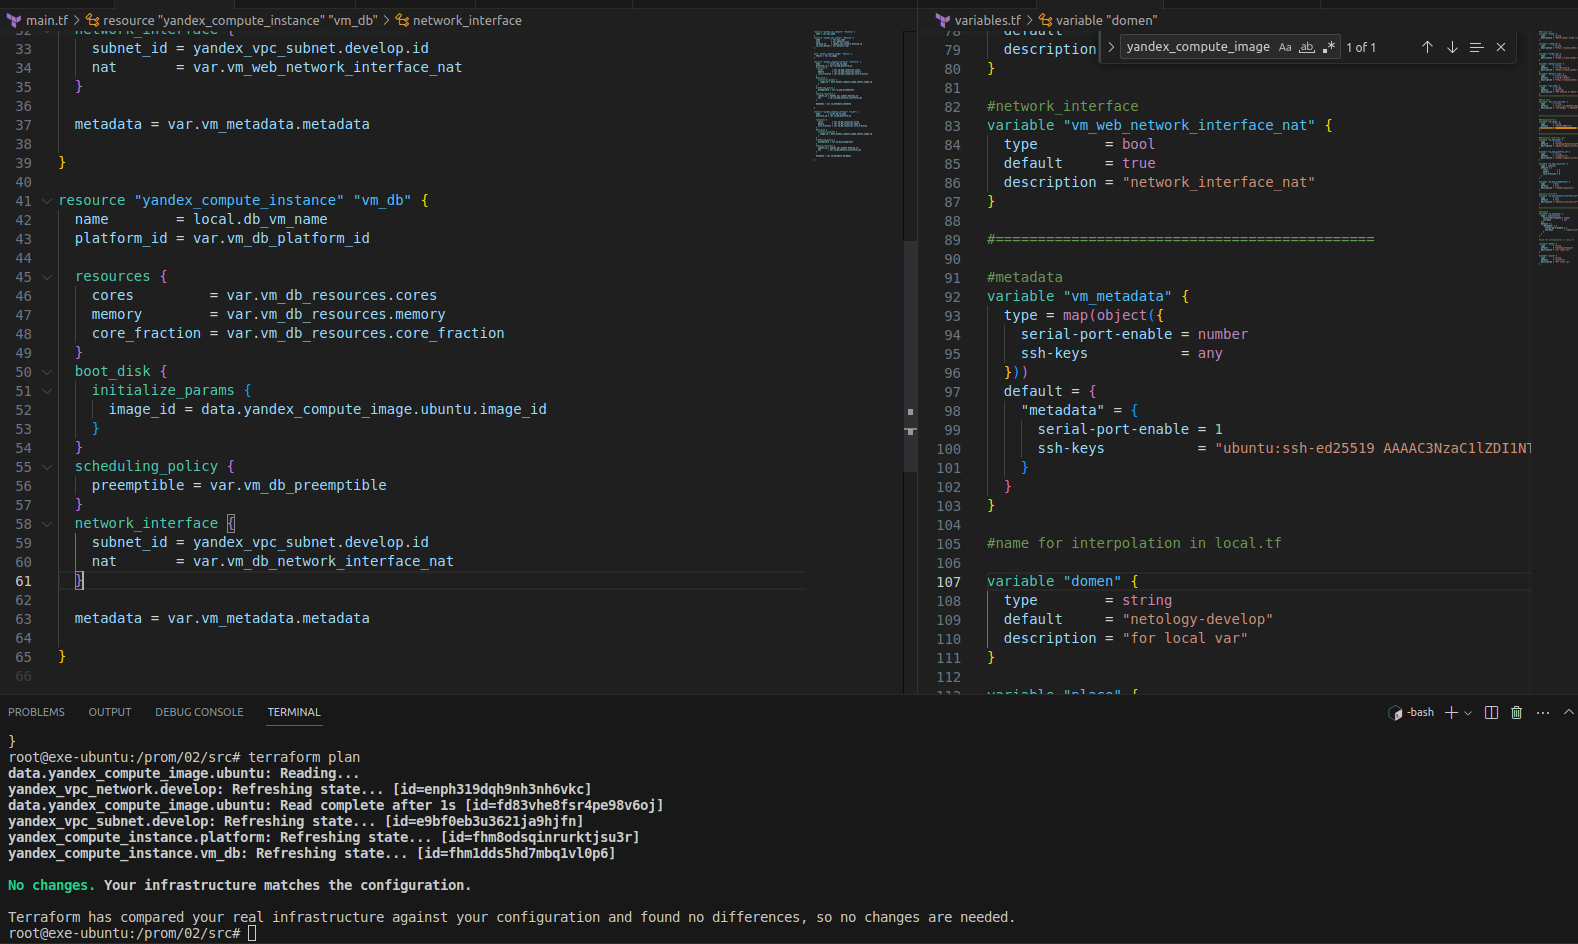 main.tf > resource "yandex_compute_instance" "vm_db" > network_interface
32 network_interface {
33 subnet_id = yandex_vpc_subnet.develop.id
34 nat = var.vm_web_network_interface_nat
35 }
36
37 metadata = var.vm_metadata.metadata
38
39 }
40
41 resource "yandex_compute_instance" "vm_db" {
42 name = local.db_vm_name
43 platform_id = var.vm_db_platform_id
44
45 resources {
46 cores = var.vm_db_resources.cores
47 memory = var.vm_db_resources.memory
48 core_fraction = var.vm_db_resources.core_fraction
49 }
50 boot_disk {
51 initialize_params {
52 image_id = data.yandex_compute_image.ubuntu.image_id
53 }
54 }
55 scheduling_policy {
56 preemptible = var.vm_db_preemptible
57 }
58 network_interface {
59 subnet_id = yandex_vpc_subnet.develop.id
60 nat = var.vm_db_network_interface_nat
61 }
62
63 metadata = var.vm_metadata.metadata
64
65 }
66
variables.tf > variable "domen"
yandex_compute_image Aa ab .* 1 of 1
78 default
79 description
80 }
81
82 #network_interface
83 variable "vm_web_network_interface_nat" {
84 type = bool
85 default = true
86 description = "network_interface_nat"
87 }
88
89 #=============================================
90
91 #metadata
92 variable "vm_metadata" {
93 type = map(object({
94 serial-port-enable = number
95 ssh-keys = any
96 }))
97 default = {
98 "metadata" = {
99 serial-port-enable = 1
100 ssh-keys = "ubuntu:ssh-ed25519 AAAAC3NzaC1lZDI1NT
101 }
102 }
103 }
104
105 #name for interpolation in local.tf
106
107 variable "domen" {
108 type = string
109 default = "netology-develop"
110 description = "for local var"
111 }
112
113 variable "place" {
PROBLEMS OUTPUT DEBUG CONSOLE TERMINAL
-bash
}
root@exe-ubuntu:/prom/02/src# terraform plan
data.yandex_compute_image.ubuntu: Reading...
yandex_vpc_network.develop: Refreshing state... [id=enph319dqh9nh3nh6vkc]
data.yandex_compute_image.ubuntu: Read complete after 1s [id=fd83vhe8fsr4pe98v6oj]
yandex_vpc_subnet.develop: Refreshing state... [id=e9bf0eb3u3621ja9hjfn]
yandex_compute_instance.platform: Refreshing state... [id=fhm8odsqinrurktjsu3r]
yandex_compute_instance.vm_db: Refreshing state... [id=fhm1dds5hd7mbq1vl0p6]
No changes. Your infrastructure matches the configuration.
Terraform has compared your real infrastructure against your configuration and found no differences, so no changes are needed.
root@exe-ubuntu:/prom/02/src#